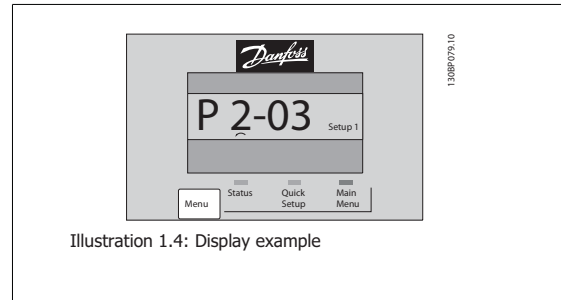 Danfoss
130BP079.10
P 2-03
Setup 1
Status
Quick
Setup
Main
Menu
Menu
Illustration 1.4: Display example